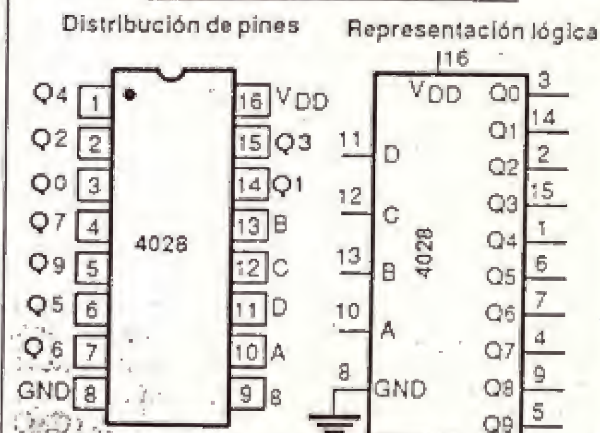 Distribución de pines
Representación lógica
Q4 1
Q2 2
Q0 3
Q7 4
Q9 5
Q5 6
Q6 7
GND 8
4028
16 VDD
15 Q3
14 Q1
13 B
12 C
11 D
10 A
9 8
16
VDD
11 D
12 C
13 B
10 A
8 GND
4028
Q0 3
Q1 14
Q2 2
Q3 15
Q4 1
Q5 6
Q6 7
Q7 4
Q8 9
Q9 5